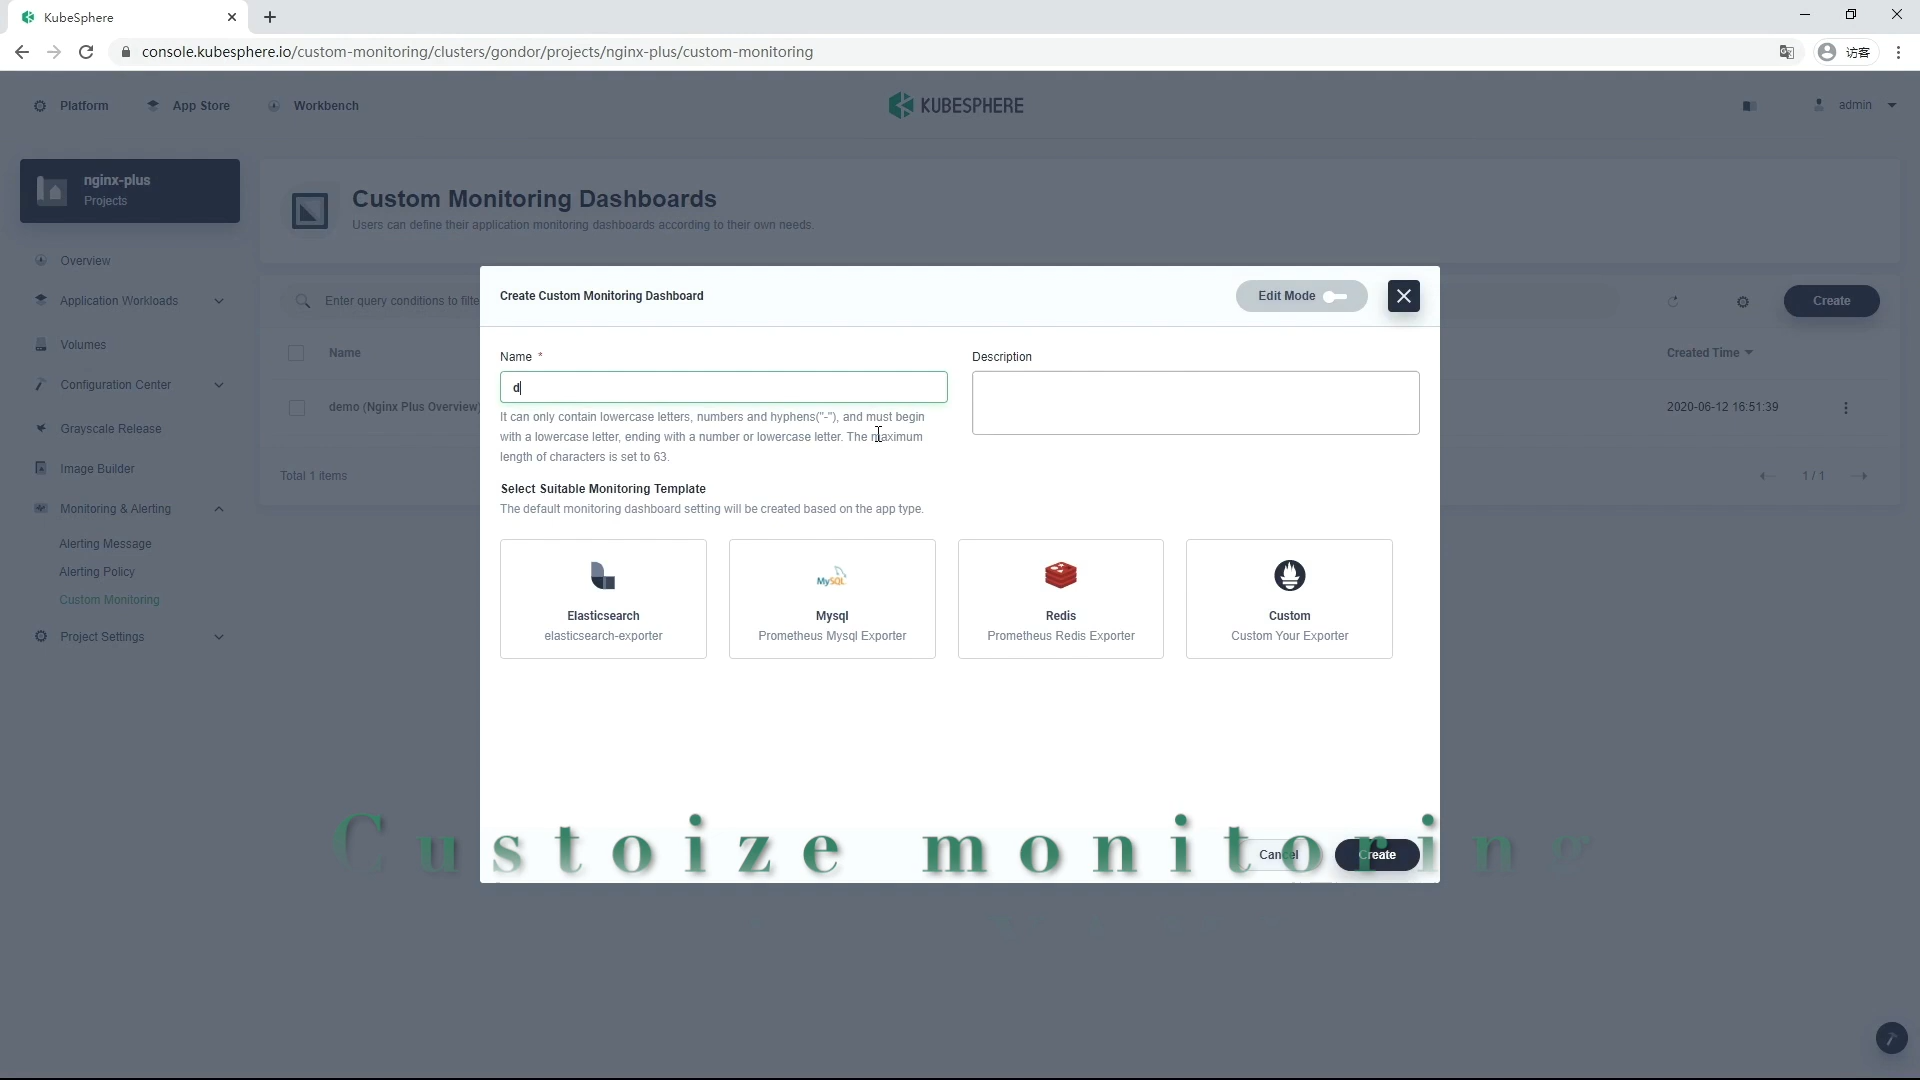 KubeSphere
console.kubesphere.io/custom-monitoring/clusters/gondor/projects/nginx-plus/custom-monitoring
访客
Platform
App Store
Workbench
KUBESPHERE
admin
nginx-plus
Projects
Custom Monitoring Dashboards
Users can define their application monitoring dashboards according to their own needs.
Overview
Application Workloads
Volumes
Configuration Center
Grayscale Release
Image Builder
Monitoring & Alerting
Alerting Message
Alerting Policy
Custom Monitoring
Project Settings
Enter query conditions to filte
Create
Name
Created Time
demo (Nginx Plus Overview)
2020-06-12 16:51:39
Total 1 items
1 / 1
Create Custom Monitoring Dashboard
Edit Mode
Name *
Description
d
It can only contain lowercase letters, numbers and hyphens("-"), and must begin
with a lowercase letter, ending with a number or lowercase letter. The maximum
length of characters is set to 63.
Select Suitable Monitoring Template
The default monitoring dashboard setting will be created based on the app type.
Elasticsearch
elasticsearch-exporter
Mysql
Prometheus Mysql Exporter
Redis
Prometheus Redis Exporter
Custom
Custom Your Exporter
Cancel
Create
Custoize monitoring